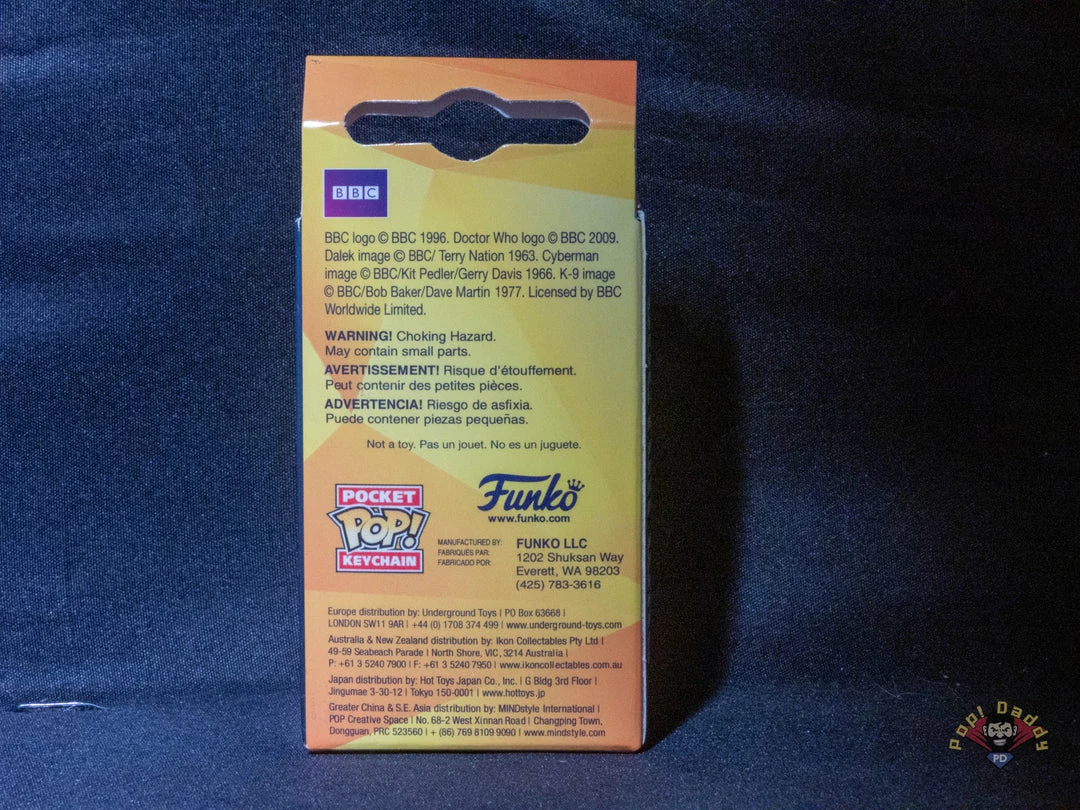 BBC
BBC logo © BBC 1996. Doctor Who logo © BBC 2009.
Dalek image © BBC/ Terry Nation 1963. Cyberman
image © BBC/Kit Pedler/Gerry Davis 1966. K-9 image
© BBC/Bob Baker/Dave Martin 1977. Licensed by BBC
Worldwide Limited.
WARNING! Choking Hazard.
May contain small parts.
AVERTISSEMENT! Risque d'étouffement.
Peut contenir des petites pièces.
ADVERTENCIA! Riesgo de asfixia.
Puede contener piezas pequeñas.
Not a toy. Pas un jouet. No es un juguete.
POCKET
POP!
KEYCHAIN
Funko
www.funko.com
MANUFACTURED BY:
FABRIQUÉS PAR:
FABRICADO POR:
FUNKO LLC
1202 Shuksan Way
Everett, WA 98203
(425) 783-3616
Europe distribution by: Underground Toys | PO Box 63668 |
LONDON SW11 9AR | +44 (0) 1708 374 499 | www.underground-toys.com
Australia & New Zealand distribution by: Ikon Collectables Pty Ltd |
49-59 Seabeach Parade | North Shore, VIC, 3214 Australia |
P: +61 3 5240 7900 | F: +61 3 5240 7950 | www.ikoncollectables.com.au
Japan distribution by: Hot Toys Japan Co., Inc. | G Bldg 3rd Floor |
Jingumae 3-30-12 | Tokyo 150-0001 | www.hottoys.jp
Greater China & S.E. Asia distribution by: MINDstyle International |
POP Creative Space | No. 68-2 West Xinnan Road | Changping Town,
Dongguan, PRC 523560 | + (86) 769 8109 9090 | www.mindstyle.com
Pop! Daddy
PD